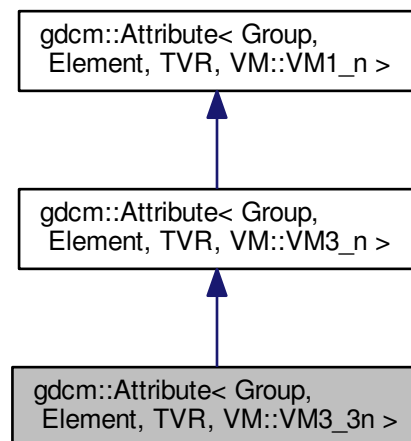 gdcm::Attribute< Group,
Element, TVR, VM::VM1_n >
gdcm::Attribute< Group,
Element, TVR, VM::VM3_n >
gdcm::Attribute< Group,
Element, TVR, VM::VM3_3n >